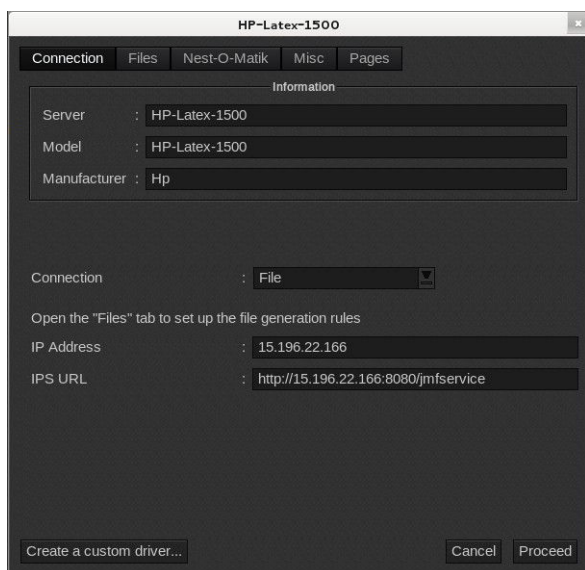 HP-Latex-1500
Connection Files Nest-O-Matik Misc Pages
Information
Server : HP-Latex-1500
Model : HP-Latex-1500
Manufacturer : Hp
Connection : File
Open the "Files" tab to set up the file generation rules
IP Address : 15.196.22.166
IPS URL : http://15.196.22.166:8080/jmfservice
Create a custom driver... Cancel Proceed